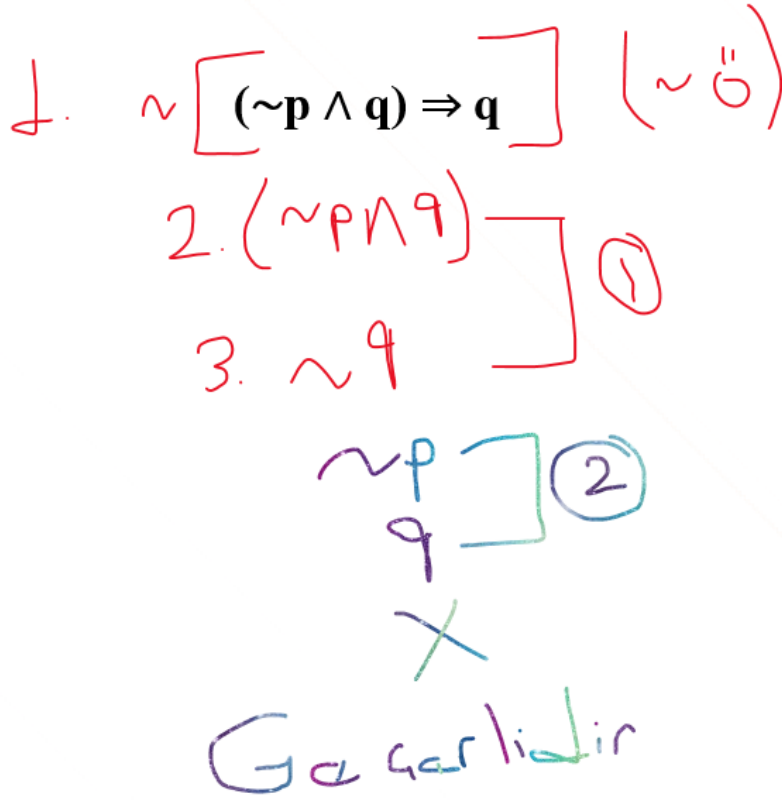 1. ~ [ (~p ∧ q) ⇒ q ] (~ Ö)
2. (~p ∧ q)
3. ~ q
1
~p
q
2
X
Geçerlidir